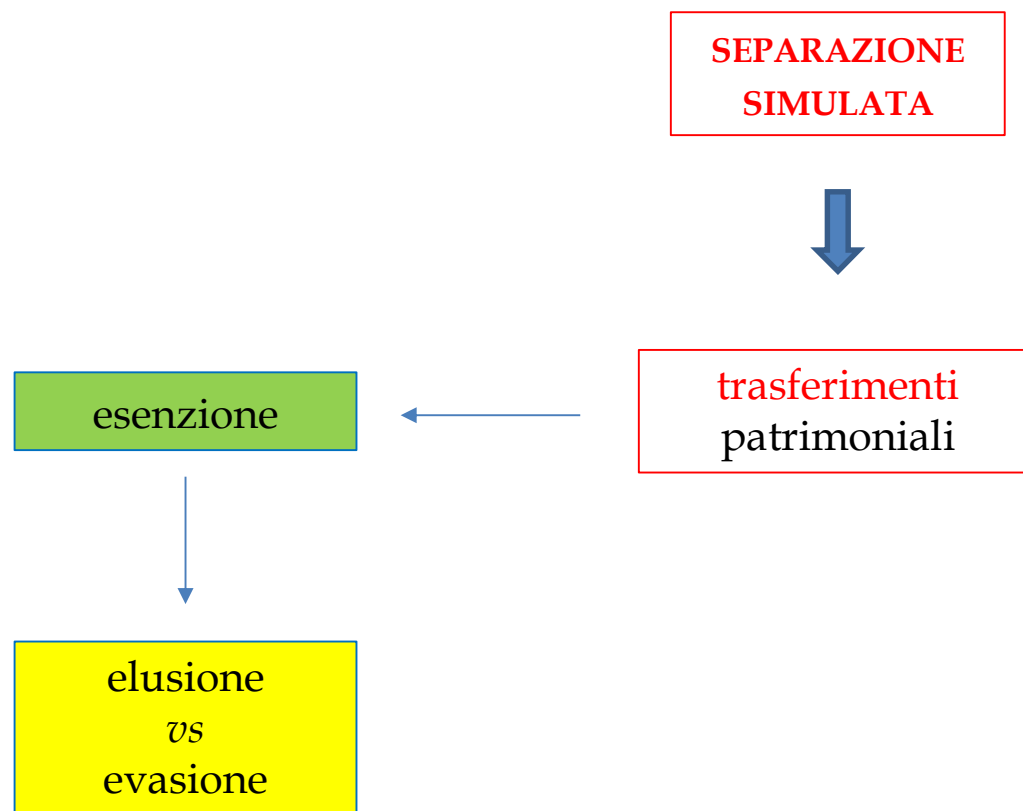 SEPARAZIONE
SIMULATA
trasferimenti
patrimoniali
esenzione
elusione
vs
evasione